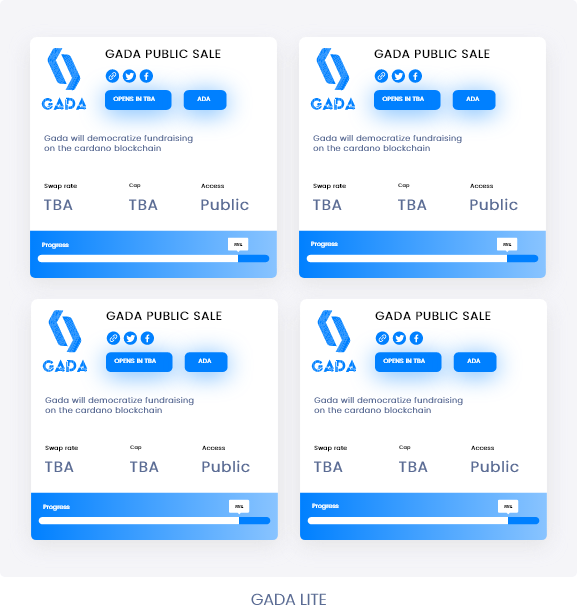 GADA PUBLIC SALE
OPENS IN TBA ADA
GADA
Gada will democratize fundraising
on the cardano blockchain
Swap rate Cap Access
TBA TBA Public
Progress
GADA PUBLIC SALE
OPENS IN TBA ADA
GADA
Gada will democratize fundraising
on the cardano blockchain
Swap rate Cap Access
TBA TBA Public
Progress
GADA PUBLIC SALE
OPENS IN TBA ADA
GADA
Gada will democratize fundraising
on the cardano blockchain
Swap rate Cap Access
TBA TBA Public
Progress
GADA PUBLIC SALE
OPENS IN TBA ADA
GADA
Gada will democratize fundraising
on the cardano blockchain
Swap rate Cap Access
TBA TBA Public
Progress
GADA LITE